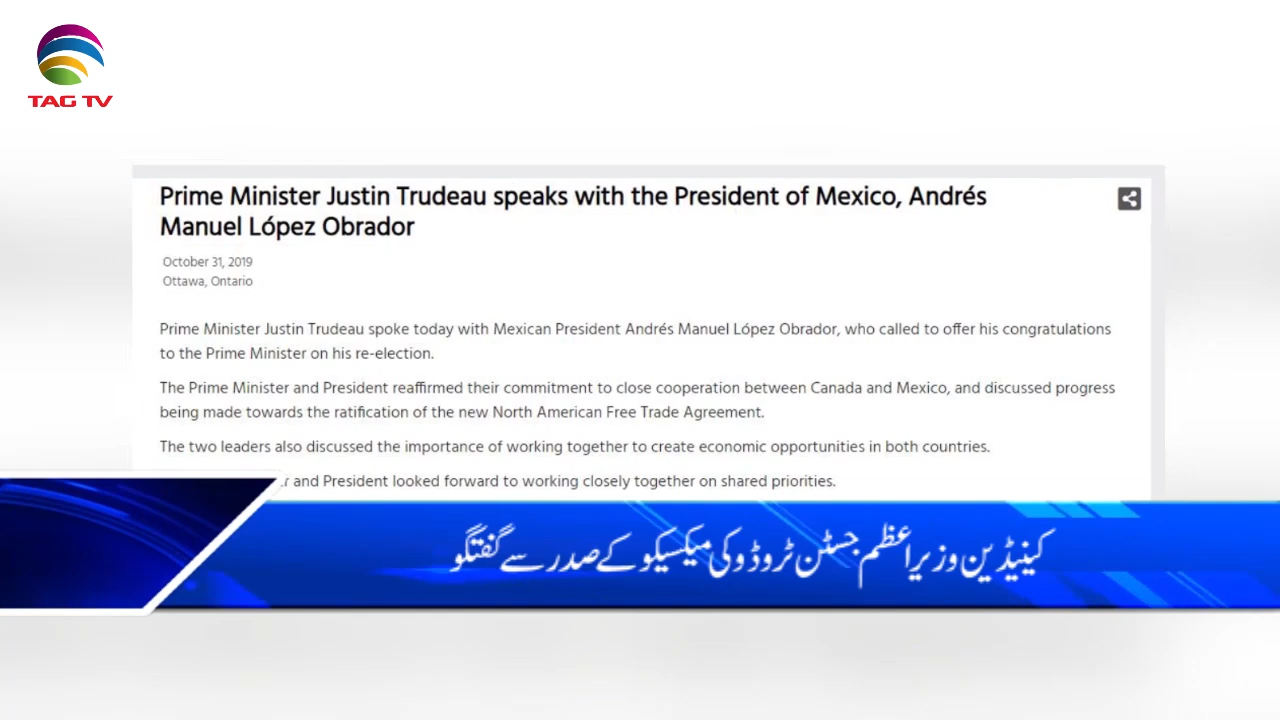 TAG TV
Prime Minister Justin Trudeau speaks with the President of Mexico, Andrés
Manuel López Obrador
October 31, 2019
Ottawa, Ontario
Prime Minister Justin Trudeau spoke today with Mexican President Andrés Manuel López Obrador, who called to offer his congratulations
to the Prime Minister on his re-election.
The Prime Minister and President reaffirmed their commitment to close cooperation between Canada and Mexico, and discussed progress
being made towards the ratification of the new North American Free Trade Agreement.
The two leaders also discussed the importance of working together to create economic opportunities in both countries.
and President looked forward to working closely together on shared priorities.
کینیڈین وزیراعظم جسٹن ٹروڈو کی میکسیکو کے صدر سے گفتگو